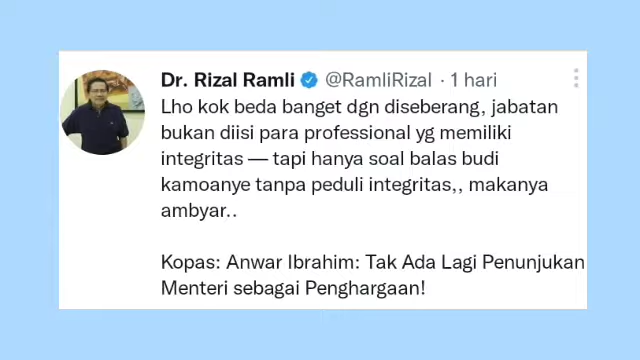 Dr. Rizal Ramli @RamliRizal · 1 hari
Lho kok beda banget dgn diseberang, jabatan
bukan diisi para professional yg memiliki
integritas — tapi hanya soal balas budi
kamoanye tanpa peduli integritas,, makanya
ambyar..
Kopas: Anwar Ibrahim: Tak Ada Lagi Penunjukan
Menteri sebagai Penghargaan!